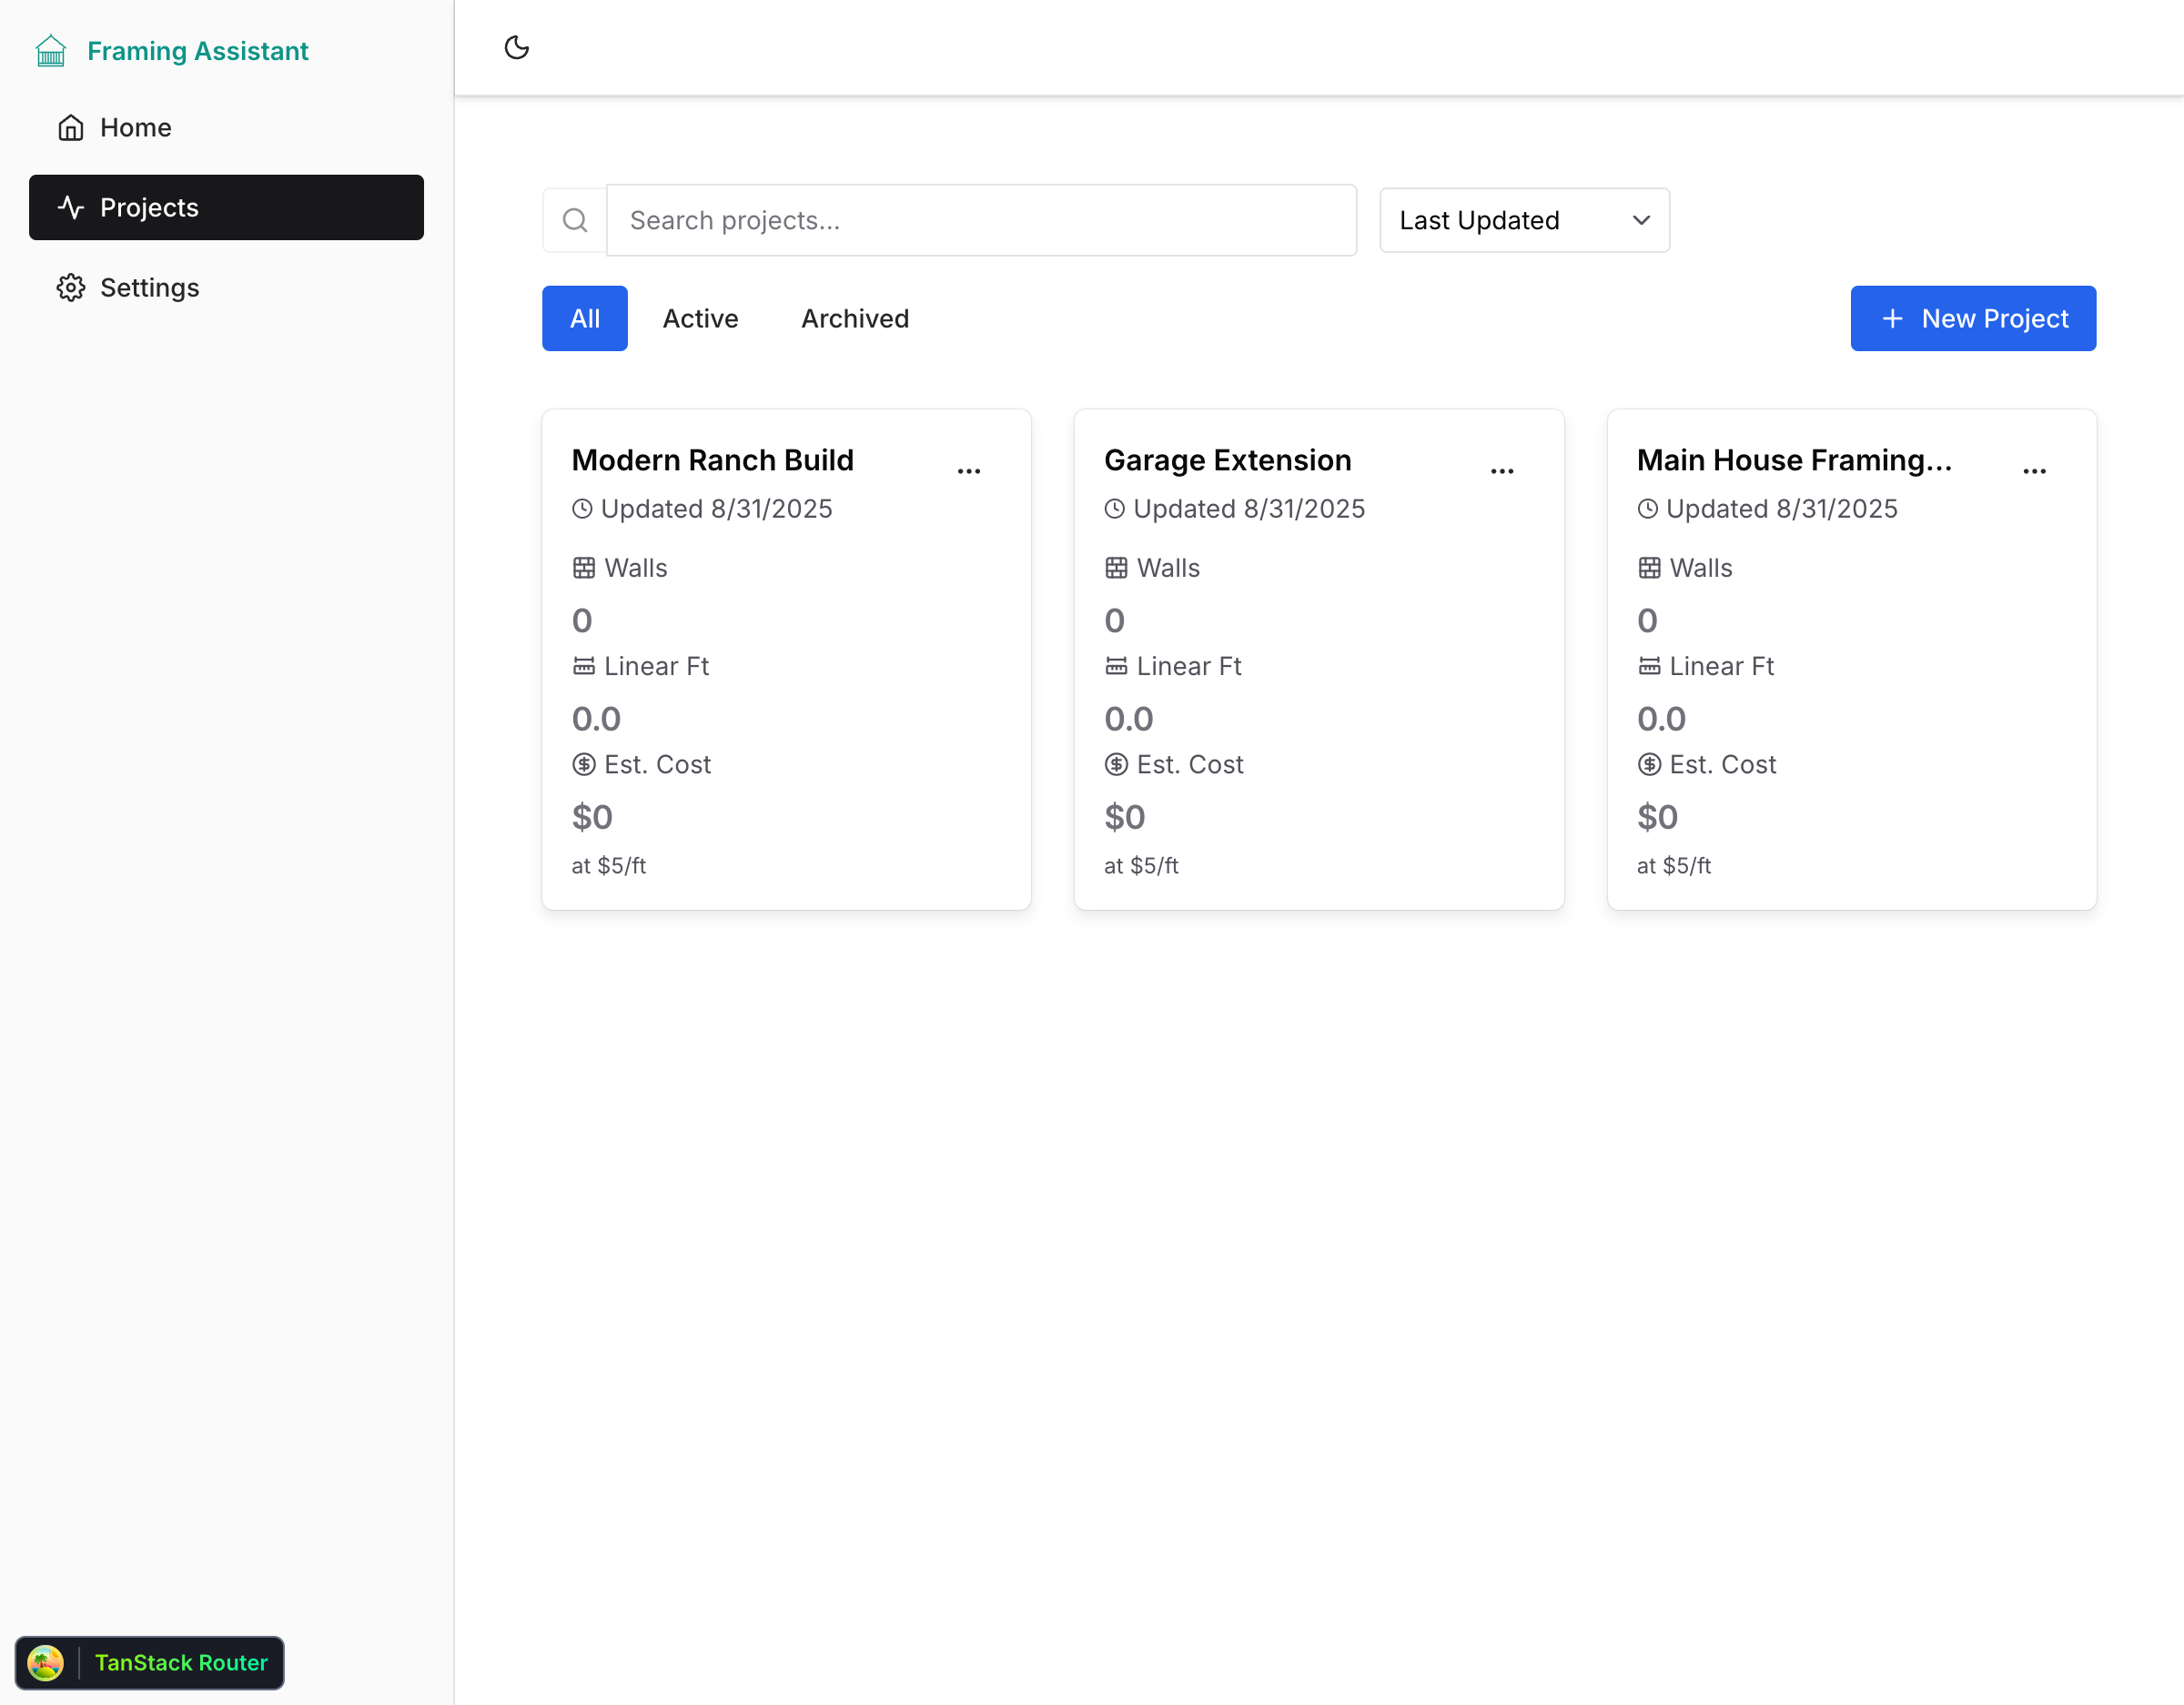 Framing Assistant
Home
Projects
Settings
Search projects...
Last Updated
All
Active
Archived
New Project
Modern Ranch Build
Updated 8/31/2025
Walls
0
Linear Ft
0.0
Est. Cost
$0
at $5/ft
Garage Extension
Updated 8/31/2025
Walls
0
Linear Ft
0.0
Est. Cost
$0
at $5/ft
Main House Framing...
Updated 8/31/2025
Walls
0
Linear Ft
0.0
Est. Cost
$0
at $5/ft
TanStack Router